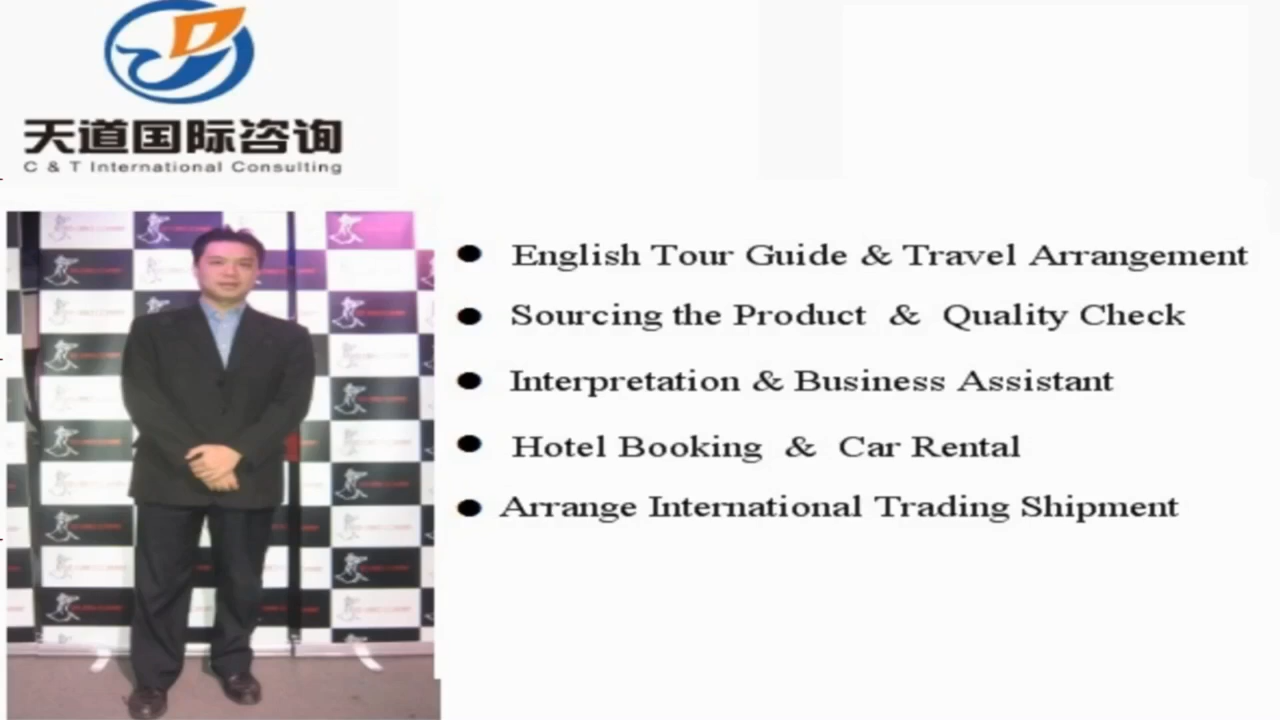 天道国际咨询
C & T International Consulting
● English Tour Guide & Travel Arrangement
● Sourcing the Product & Quality Check
● Interpretation & Business Assistant
● Hotel Booking & Car Rental
● Arrange International Trading Shipment